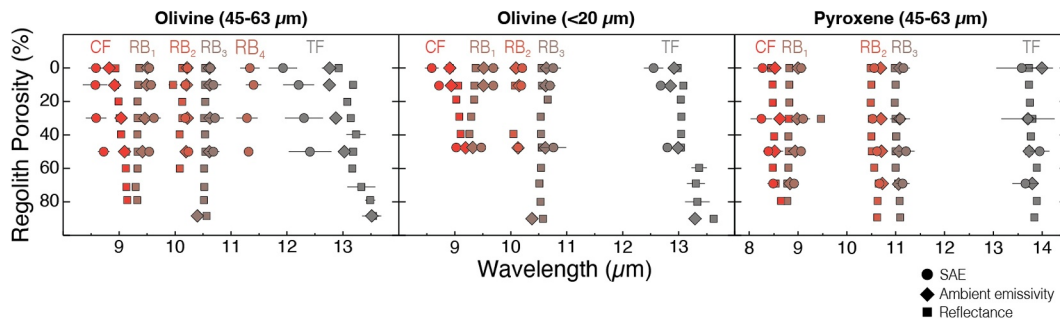 Olivine (45-63 µm) Olivine (<20 µm) Pyroxene (45-63 µm)
CF RB1 RB2 RB3 RB4 TF CF RB1 RB2 RB3 TF CF RB1 RB2 RB3 TF
Regolith Porosity (%)
0
20
40
60
80
9 10 11 12 13 9 10 11 12 13 8 9 10 11 12 13 14
Wavelength (µm)
SAE
Ambient emissivity
Reflectance